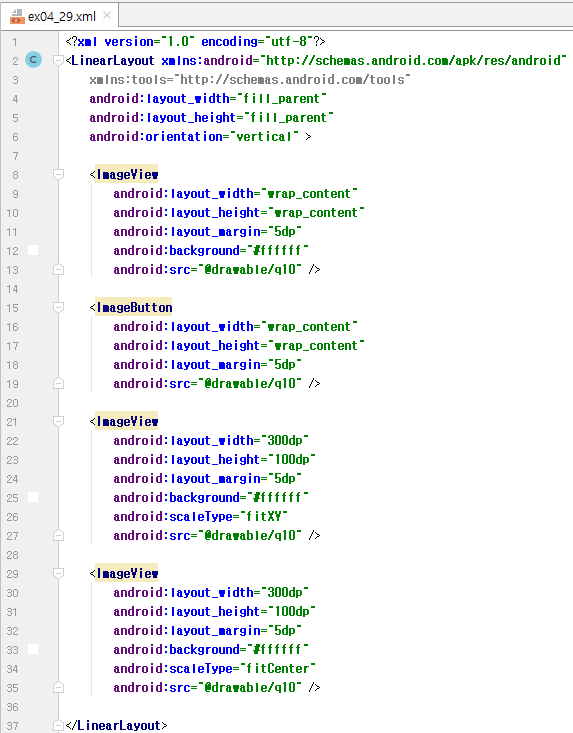 ex04_29.xml
1 <?xml version="1.0" encoding="utf-8"?>
2 C <LinearLayout xmlns:android="http://schemas.android.com/apk/res/android"
3 xmlns:tools="http://schemas.android.com/tools"
4 android:layout_width="fill_parent"
5 android:layout_height="fill_parent"
6 android:orientation="vertical" >
7
8 <ImageView
9 android:layout_width="wrap_content"
10 android:layout_height="wrap_content"
11 android:layout_margin="5dp"
12 android:background="#ffffff"
13 android:src="@drawable/q10" />
14
15 <ImageButton
16 android:layout_width="wrap_content"
17 android:layout_height="wrap_content"
18 android:layout_margin="5dp"
19 android:src="@drawable/q10" />
20
21 <ImageView
22 android:layout_width="300dp"
23 android:layout_height="100dp"
24 android:layout_margin="5dp"
25 android:background="#ffffff"
26 android:scaleType="fitXY"
27 android:src="@drawable/q10" />
28
29 <ImageView
30 android:layout_width="300dp"
31 android:layout_height="100dp"
32 android:layout_margin="5dp"
33 android:background="#ffffff"
34 android:scaleType="fitCenter"
35 android:src="@drawable/q10" />
36
37 </LinearLayout>